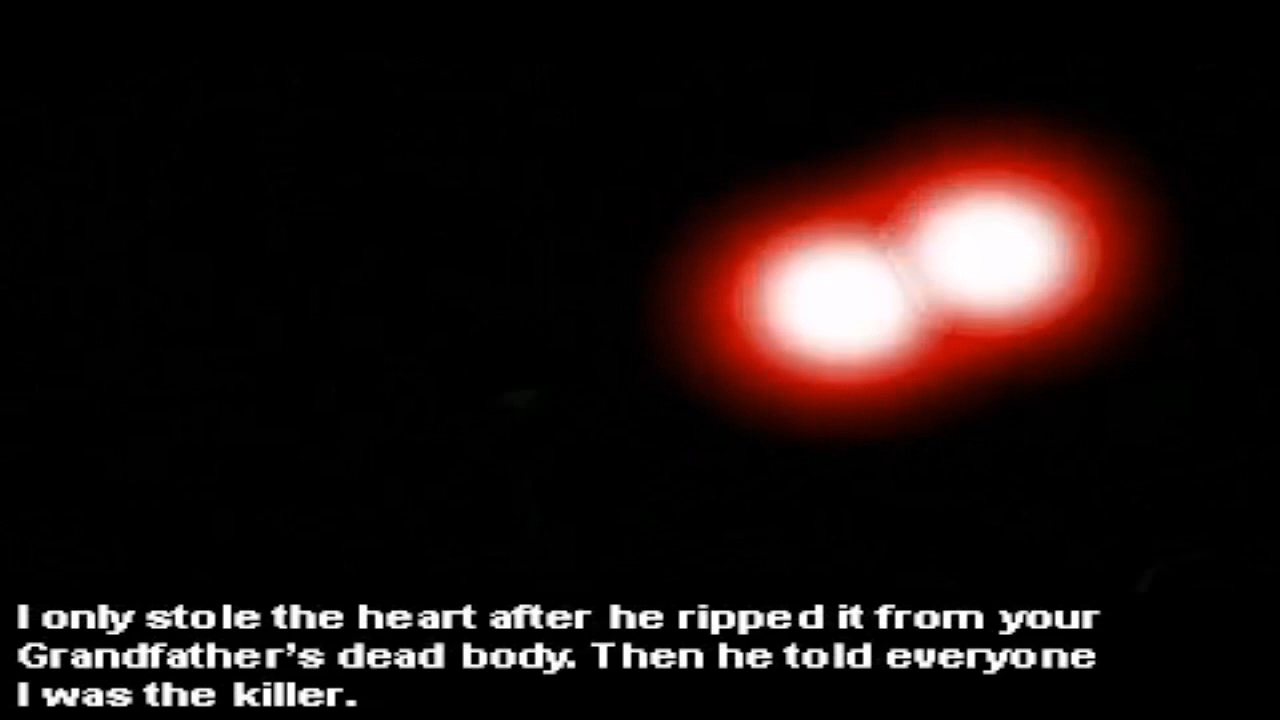 I only stole the heart after he ripped it from your
Grandfather's dead body. Then he told everyone
I was the killer.